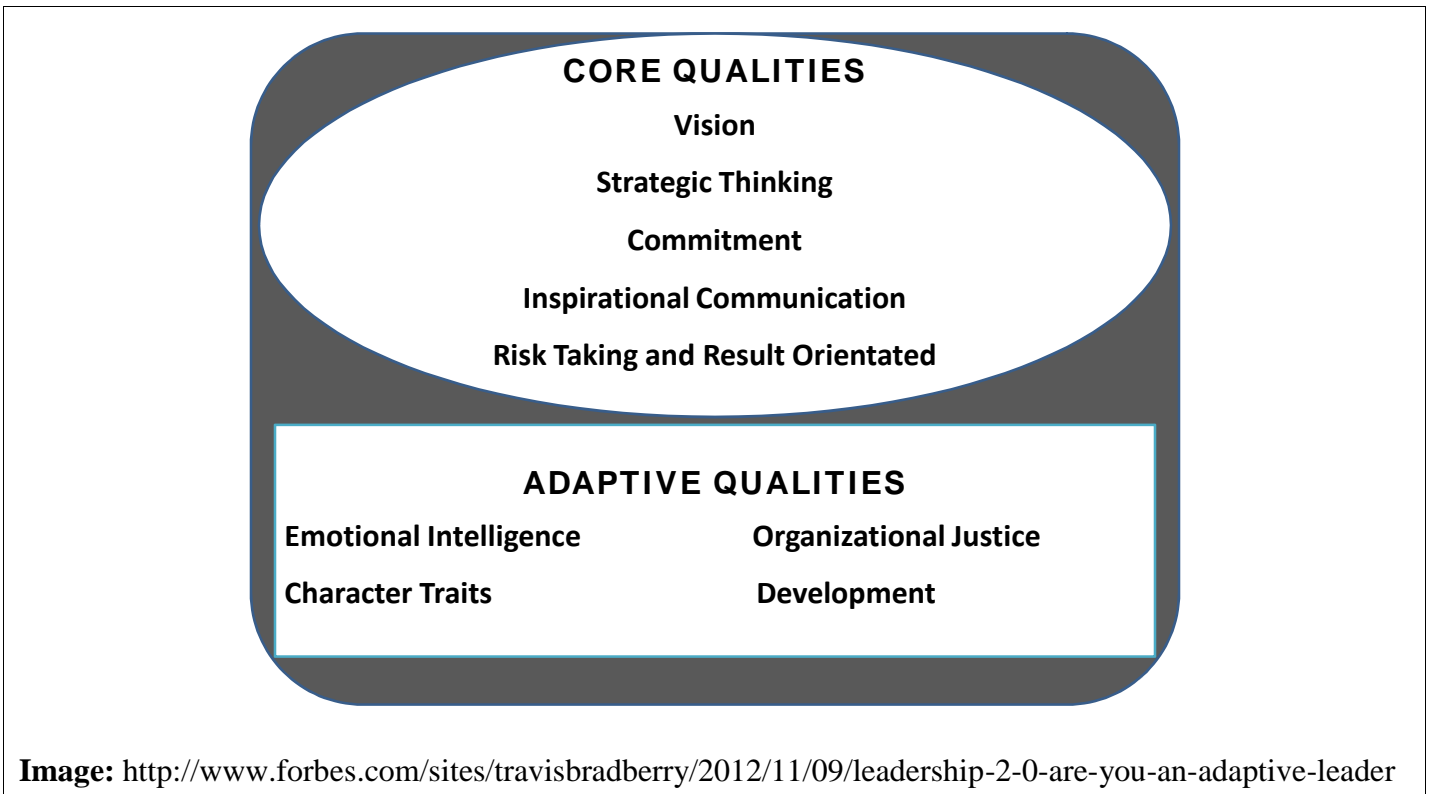 CORE QUALITIES
Vision
Strategic Thinking
Commitment
Inspirational Communication
Risk Taking and Result Orientated
ADAPTIVE QUALITIES
Emotional Intelligence Organizational Justice
Character Traits Development
Image: http://www.forbes.com/sites/travisbradberry/2012/11/09/leadership-2-0-are-you-an-adaptive-leader